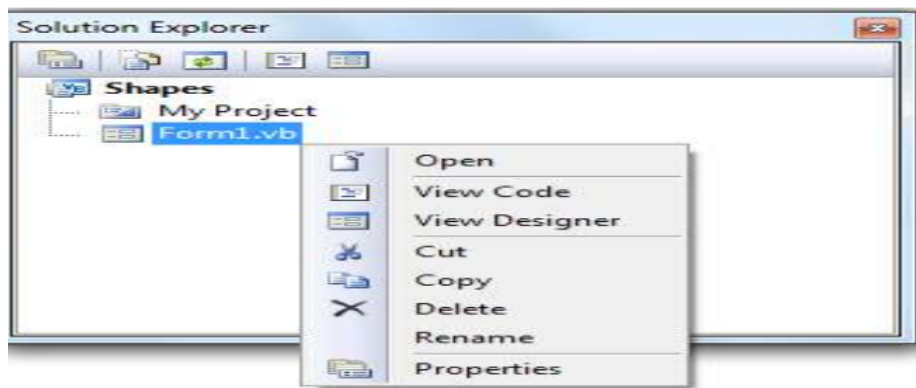 Solution Explorer
Shapes
My Project
Form1.vb
Open
View Code
View Designer
Cut
Copy
Delete
Rename
Properties